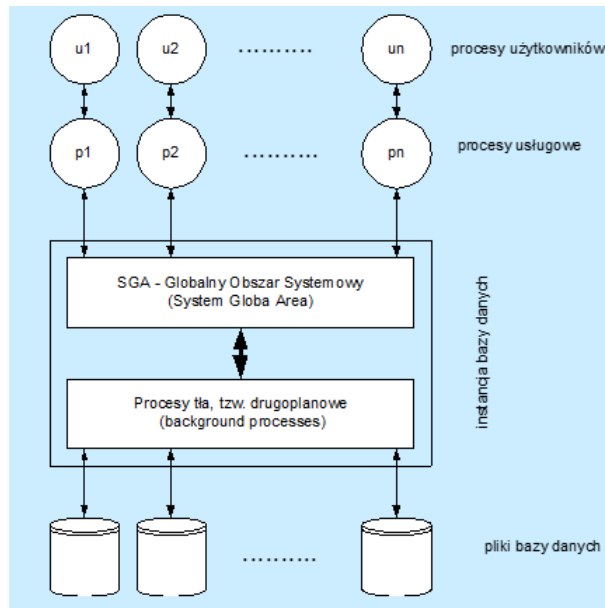 u1 u2 .......... un procesy użytkowników
p1 p2 .......... pn procesy usługowe
SGA - Globalny Obszar Systemowy
(System Globa Area)
instancja bazy danych
Procesy tła, tzw. drugoplanowe
(background processes)
.......... pliki bazy danych